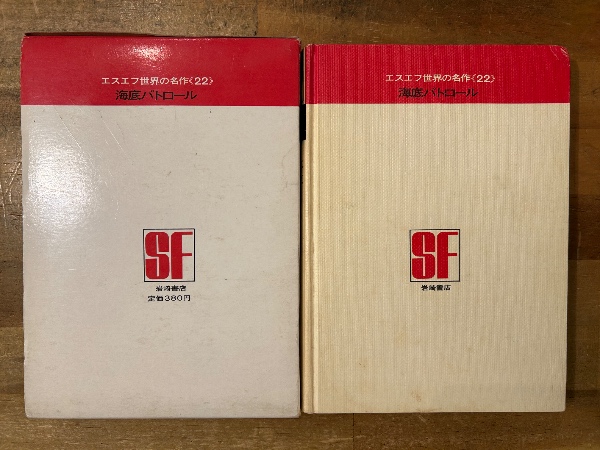 エスエフ世界の名作〈22〉
海底パトロール
SF
岩崎書店
定価380円
エスエフ世界の名作〈22〉
海底パトロール
SF
岩崎書店